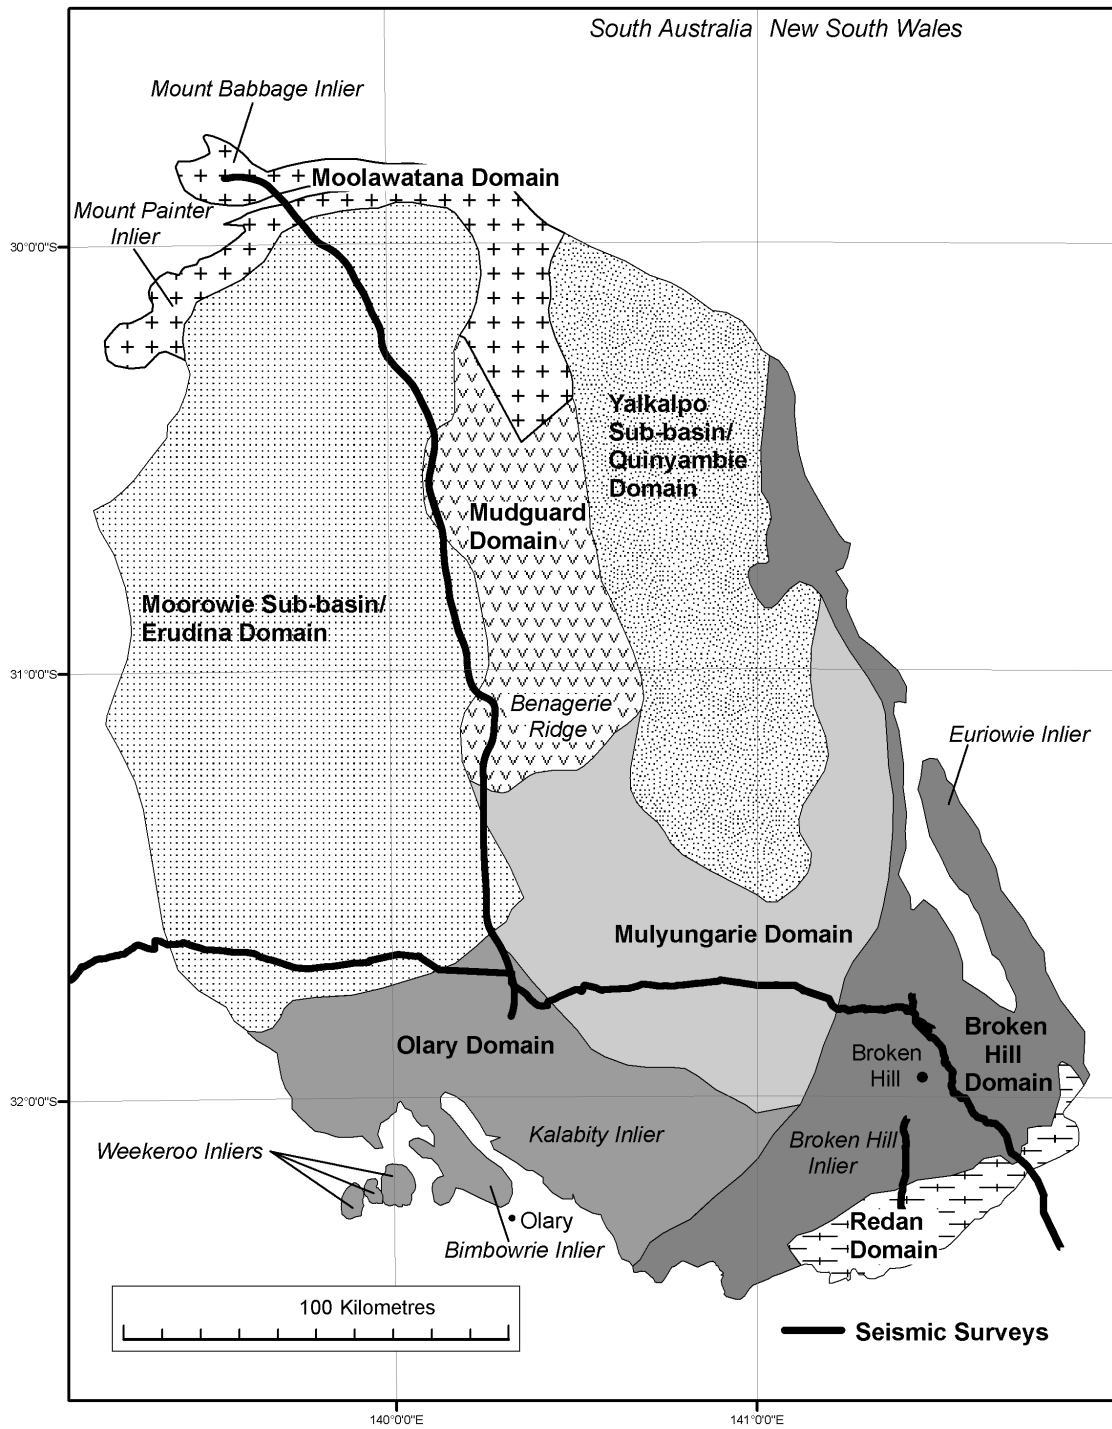 South Australia New South Wales
Mount Babbage Inlier
Moolawatana Domain
Mount Painter
Inlier
30°0'0"S
Yalkalpo
Sub-basin/
Quinyambie
Domain
Mudguard
Domain
Moorowie Sub-basin/
Erudina Domain
31°0'0"S
Benagerie
Ridge
Euriowie Inlier
Mulyungarie Domain
Olary Domain
Broken
Hill
Domain
Broken
Hill
32°0'0"S
Kalabity Inlier
Broken Hill
Inlier
Weekeroo Inliers
Olary
Redan
Domain
Bimbowrie Inlier
100 Kilometres
Seismic Surveys
140°0'0"E
141°0'0"E